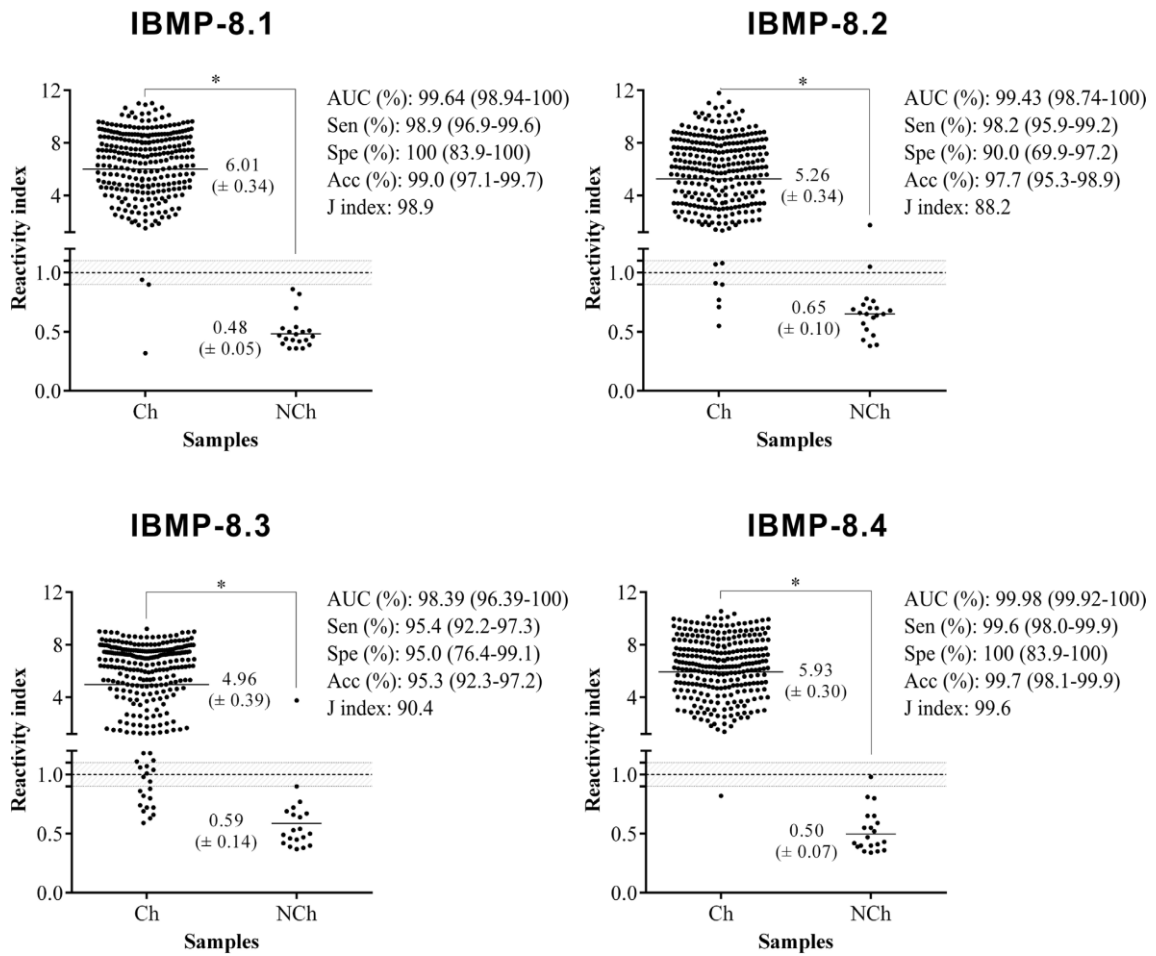 IBMP-8.1
*
12
8
4
1.0
0.5
0.0
Reactivity index
6.01
(± 0.34)
0.48
(± 0.05)
Ch
NCh
Samples
AUC (%): 99.64 (98.94-100)
Sen (%): 98.9 (96.9-99.6)
Spe (%): 100 (83.9-100)
Acc (%): 99.0 (97.1-99.7)
J index: 98.9
IBMP-8.2
*
12
8
4
1.0
0.5
0.0
Reactivity index
5.26
(± 0.34)
0.65
(± 0.10)
Ch
NCh
Samples
AUC (%): 99.43 (98.74-100)
Sen (%): 98.2 (95.9-99.2)
Spe (%): 90.0 (69.9-97.2)
Acc (%): 97.7 (95.3-98.9)
J index: 88.2
IBMP-8.3
*
12
8
4
1.0
0.5
0.0
Reactivity index
4.96
(± 0.39)
0.59
(± 0.14)
Ch
NCh
Samples
AUC (%): 98.39 (96.39-100)
Sen (%): 95.4 (92.2-97.3)
Spe (%): 95.0 (76.4-99.1)
Acc (%): 95.3 (92.3-97.2)
J index: 90.4
IBMP-8.4
*
12
8
4
1.0
0.5
0.0
Reactivity index
5.93
(± 0.30)
0.50
(± 0.07)
Ch
NCh
Samples
AUC (%): 99.98 (99.92-100)
Sen (%): 99.6 (98.0-99.9)
Spe (%): 100 (83.9-100)
Acc (%): 99.7 (98.1-99.9)
J index: 99.6